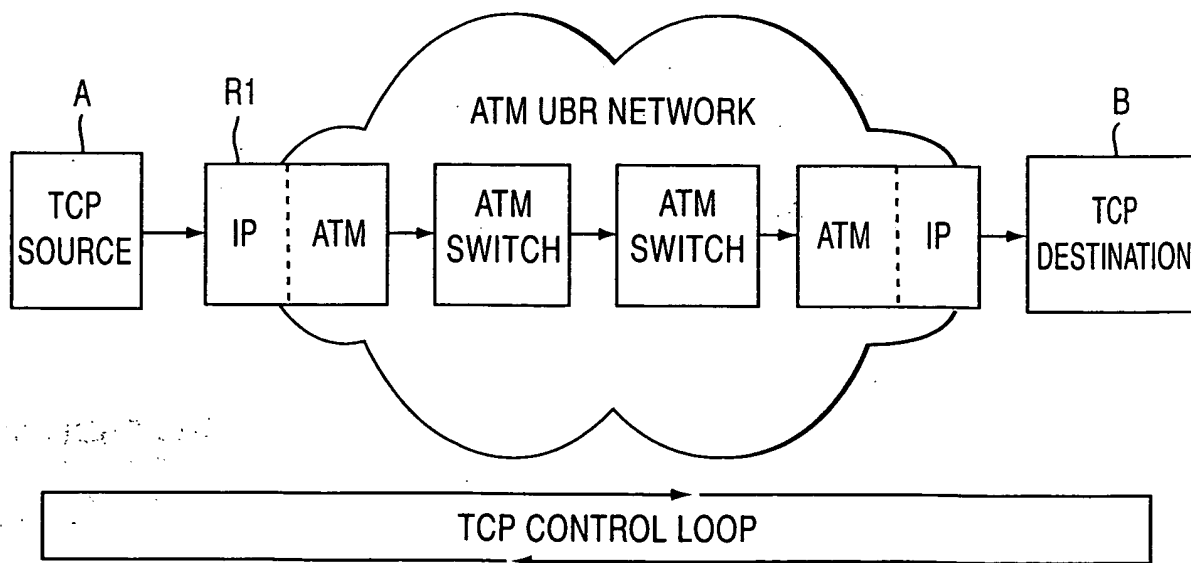 A
R1
ATM UBR NETWORK
B
TCP
SOURCE
IP
ATM
ATM
SWITCH
ATM
SWITCH
ATM
IP
TCP
DESTINATION
TCP CONTROL LOOP